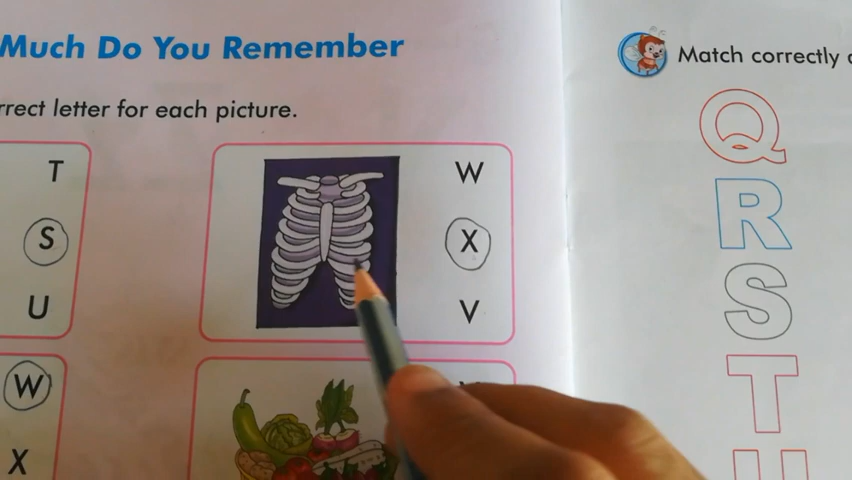 Much Do You Remember
rrect letter for each picture.
T
S
U
W
X
V
W
X
Match correctly
Q
R
S
T
U